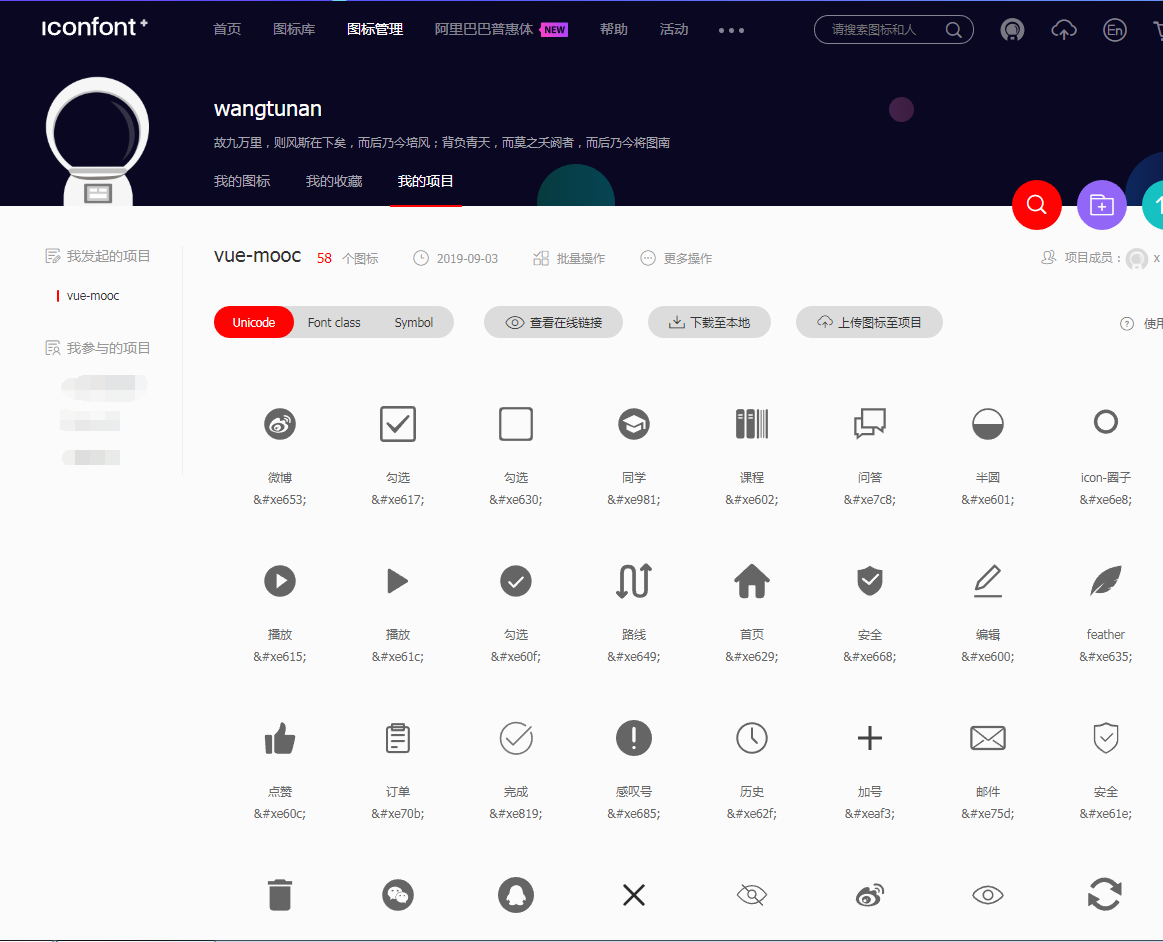 iconfont+
首页 图标库 图标管理 阿里巴巴普惠体 NEW 帮助 活动
请搜索图标和人
En
wangtunan
故九万里，则风斯在下矣，而后乃今培风；背负青天，而莫之夭阏者，而后乃今将图南
我的图标 我的收藏 我的项目
我发起的项目
vue-mooc
我参与的项目
vue-mooc 58 个图标 2019-09-03 批量操作 更多操作 项目成员： x
Unicode Font class Symbol 查看在线链接 下载至本地 上传图标至项目 使用
微博 勾选 勾选 同学 课程 问答 半圆 icon-圈子
&#xe653; &#xe617; &#xe630; &#xe981; &#xe602; &#xe7c8; &#xe601; &#xe6e8;
播放 播放 勾选 路线 首页 安全 编辑 feather
&#xe615; &#xe61c; &#xe60f; &#xe649; &#xe629; &#xe668; &#xe600; &#xe635;
点赞 订单 完成 感叹号 历史 加号 邮件 安全
&#xe60c; &#xe70b; &#xe819; &#xe685; &#xe62f; &#xeaf3; &#xe75d; &#xe61e;